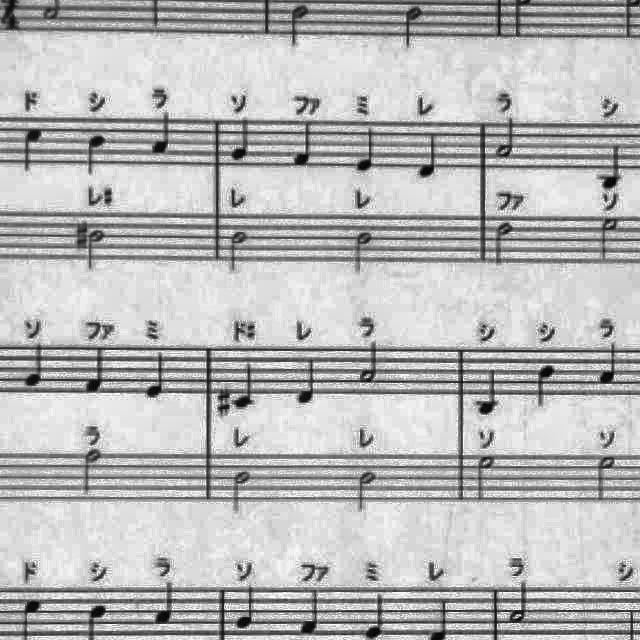 ド シ ラ ソ ファ ミ レ ラ シ
レ# レ レ ファ ソ
ソ ファ ミ ド# レ ラ シ シ ラ
ラ レ レ ソ ソ
ド シ ラ ソ ファ ミ レ ラ シ